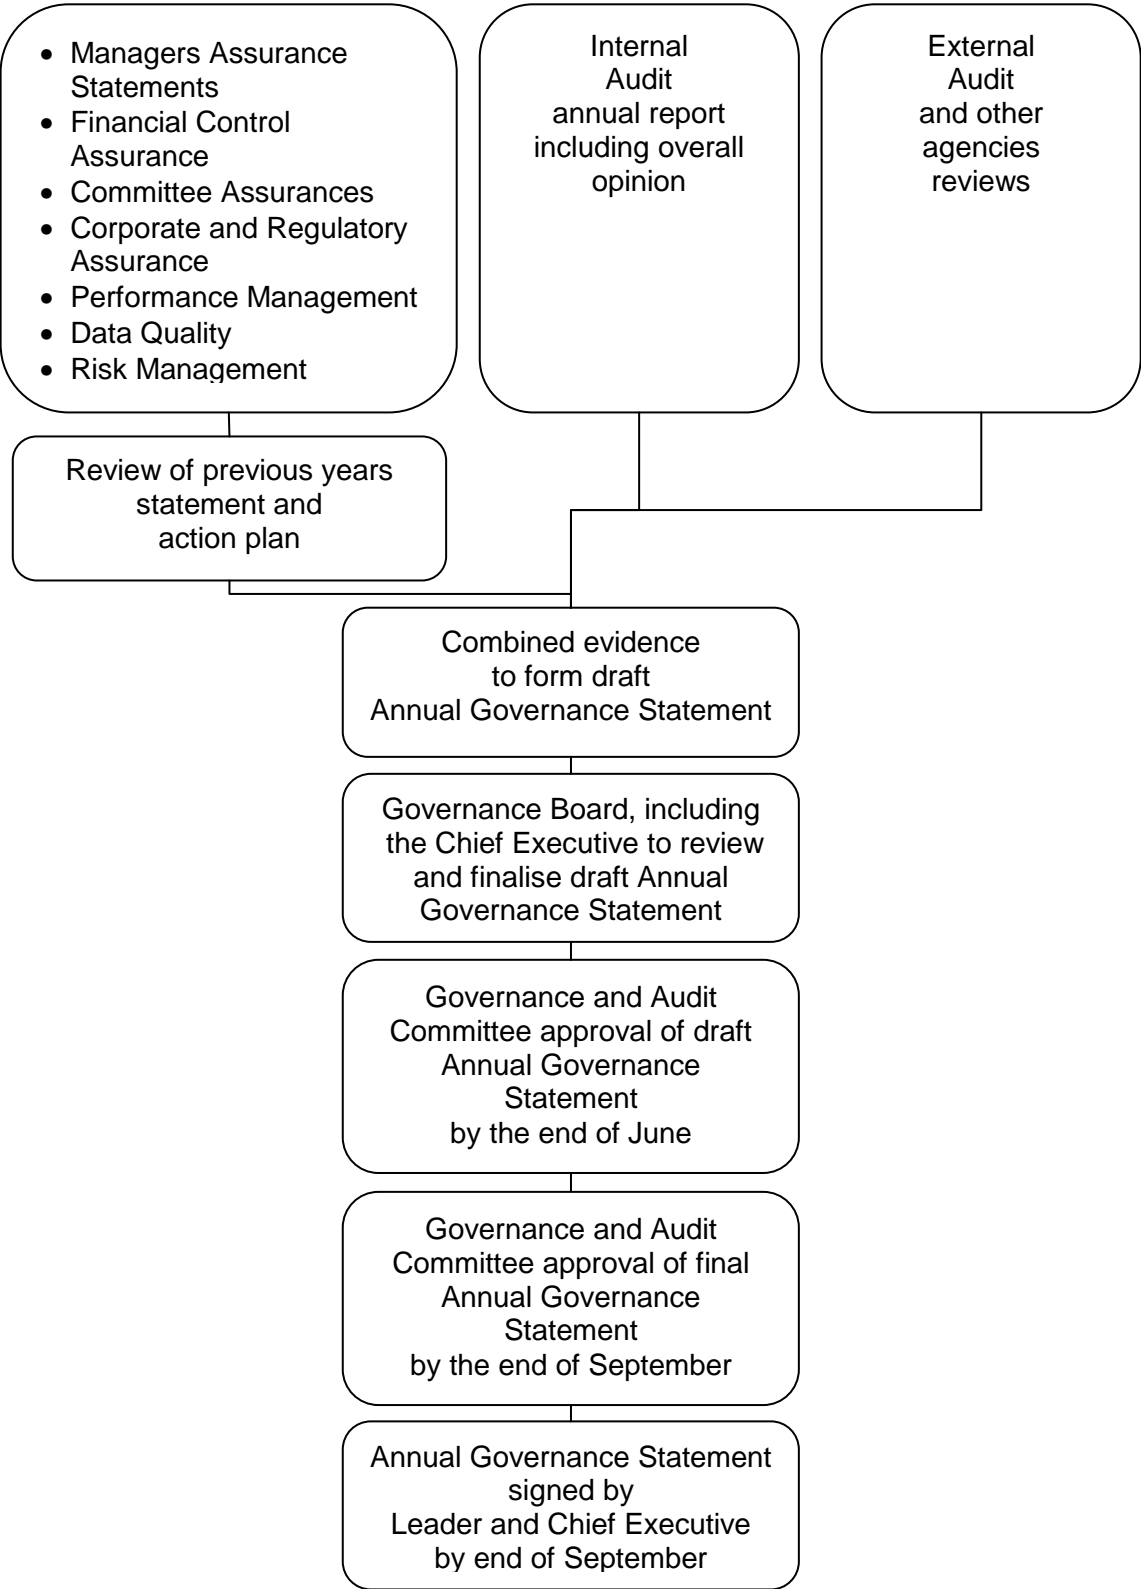 • Managers Assurance
Statements
• Financial Control
Assurance
• Committee Assurances
• Corporate and Regulatory
Assurance
• Performance Management
• Data Quality
• Risk Management
Internal
Audit
annual report
including overall
opinion
External
Audit
and other
agencies
reviews
Review of previous years
statement and
action plan
Combined evidence
to form draft
Annual Governance Statement
Governance Board, including
the Chief Executive to review
and finalise draft Annual
Governance Statement
Governance and Audit
Committee approval of draft
Annual Governance
Statement
by the end of June
Governance and Audit
Committee approval of final
Annual Governance
Statement
by the end of September
Annual Governance Statement
signed by
Leader and Chief Executive
by end of September